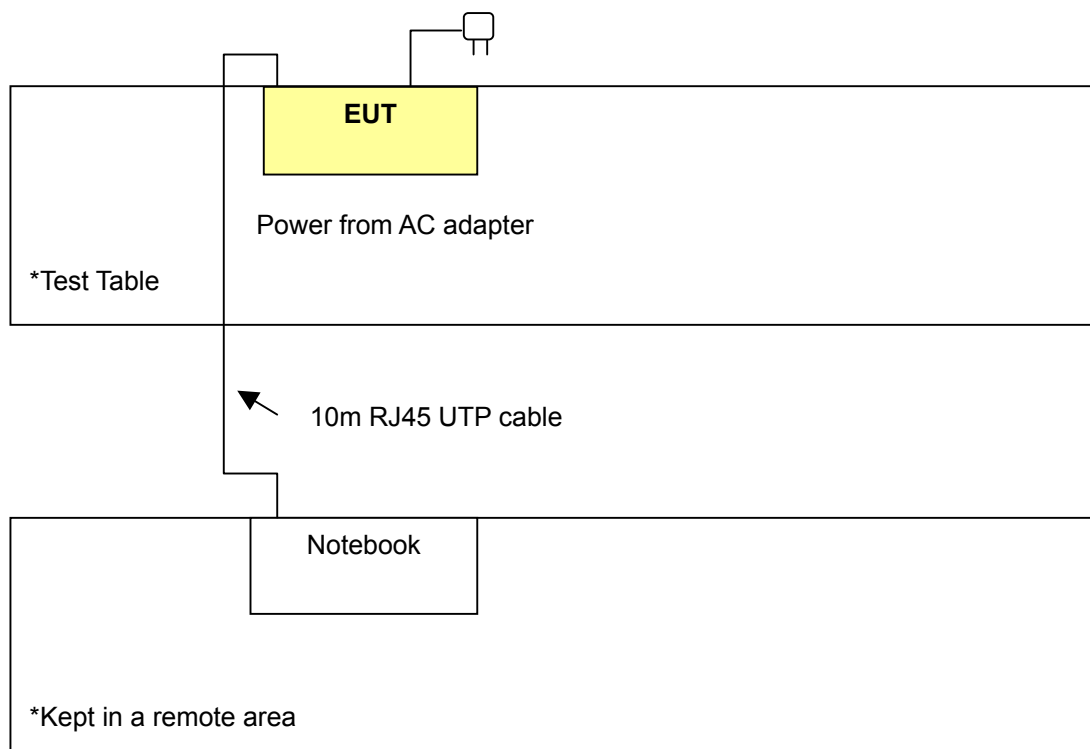 EUT
Power from AC adapter
*Test Table
10m RJ45 UTP cable
Notebook
*Kept in a remote area